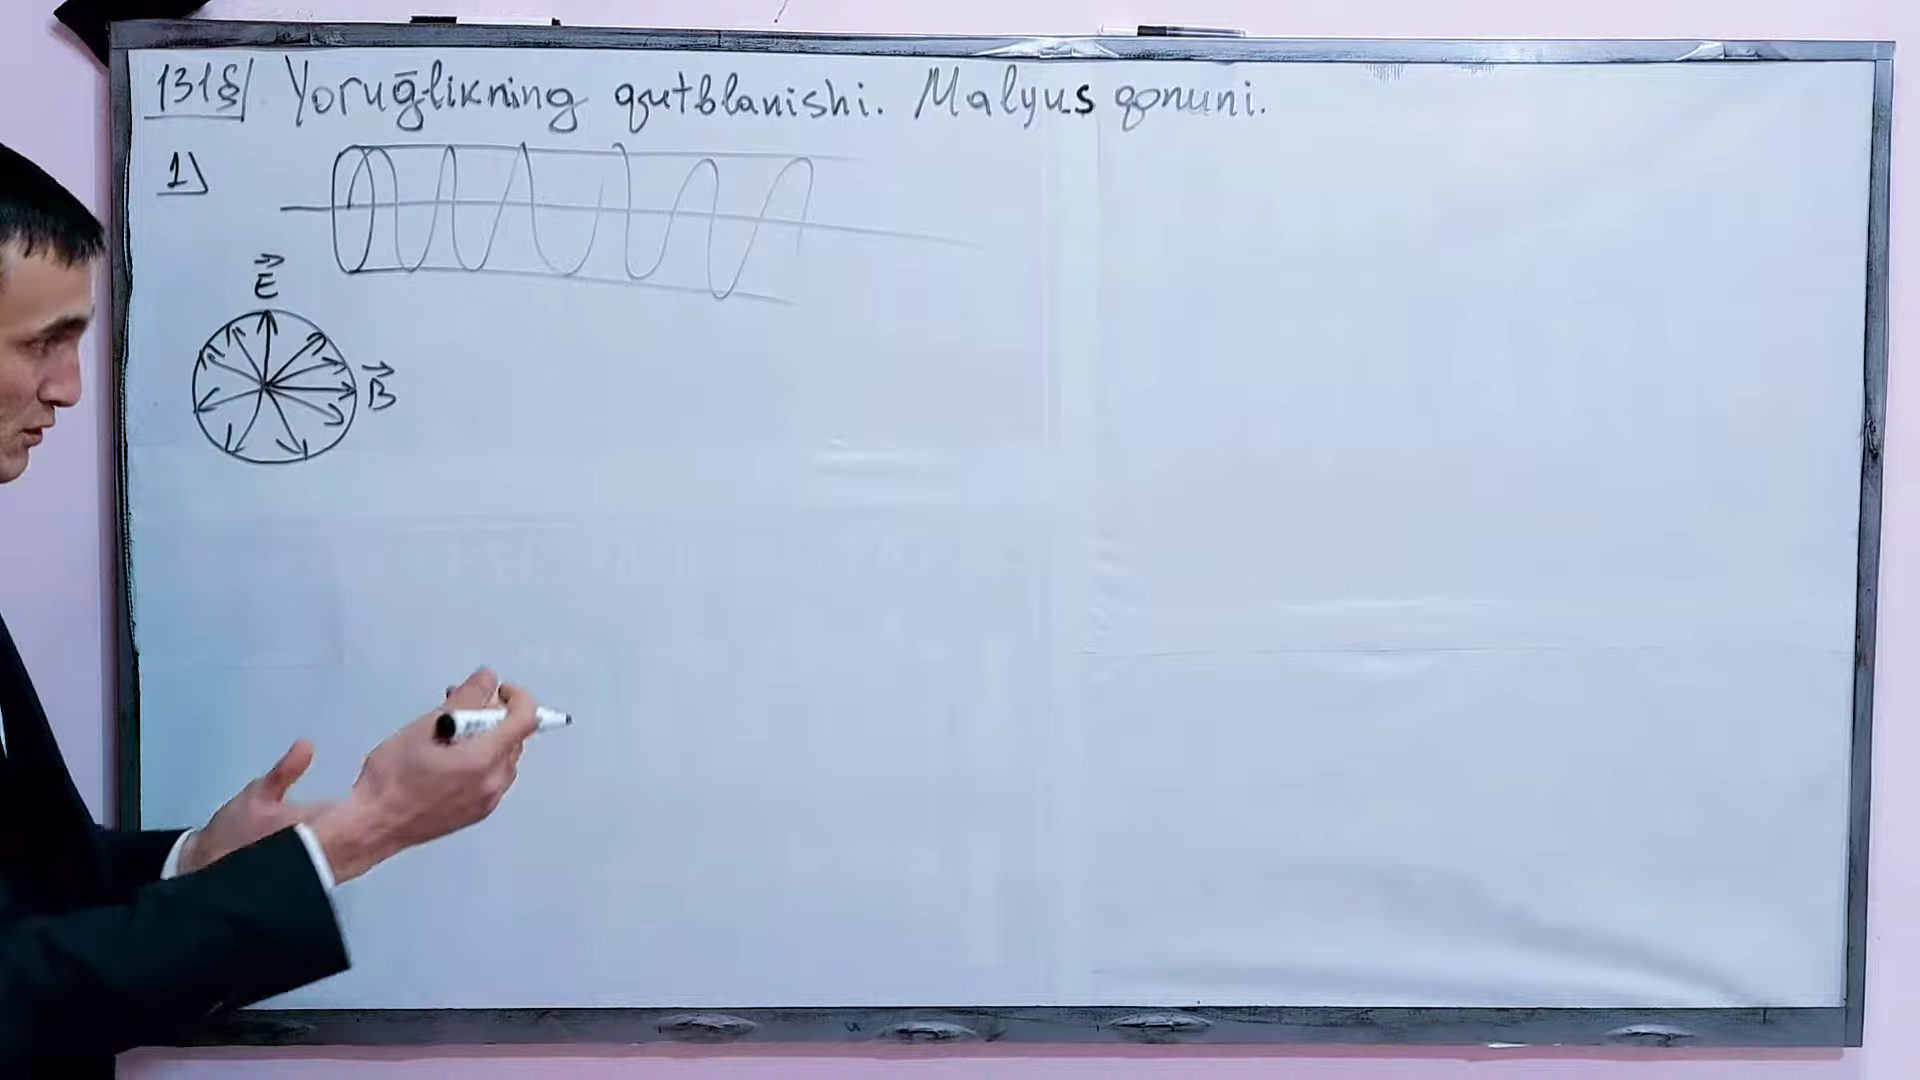 131§/ Yorug̅likning qutblanishi. Malyus qonuni.
1)
E⃗
B⃗